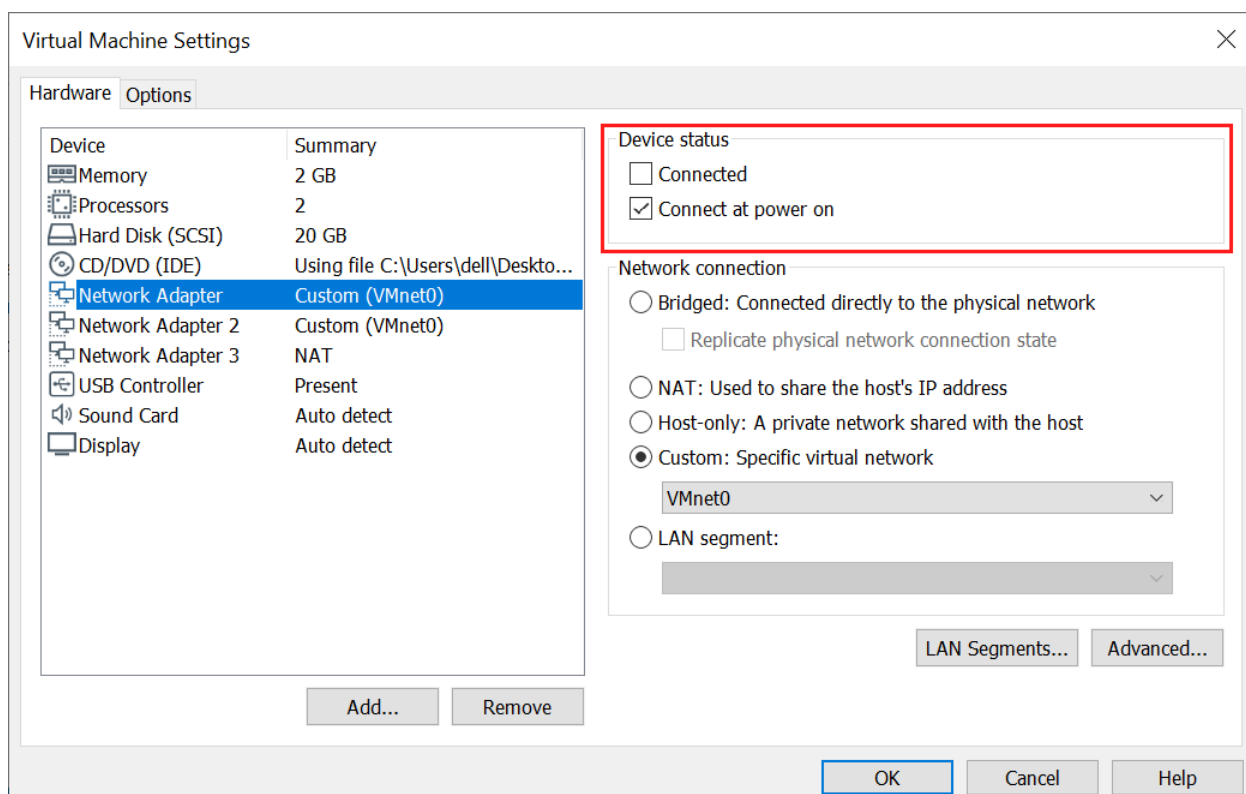 Virtual Machine Settings
Hardware Options
Device Summary
Memory 2 GB
Processors 2
Hard Disk (SCSI) 20 GB
CD/DVD (IDE) Using file C:\Users\dell\Deskto...
Network Adapter Custom (VMnet0)
Network Adapter 2 Custom (VMnet0)
Network Adapter 3 NAT
USB Controller Present
Sound Card Auto detect
Display Auto detect
Add... Remove
Device status
Connected
Connect at power on
Network connection
Bridged: Connected directly to the physical network
Replicate physical network connection state
NAT: Used to share the host's IP address
Host-only: A private network shared with the host
Custom: Specific virtual network
VMnet0
LAN segment:
LAN Segments... Advanced...
OK Cancel Help